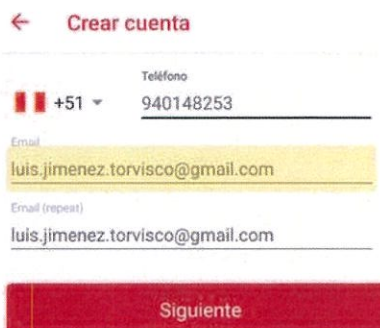 Crear cuenta
Teléfono
+51 940148253
Email
luis.jimenez.torvisco@gmail.com
Email (repeat)
luis.jimenez.torvisco@gmail.com
Siguiente